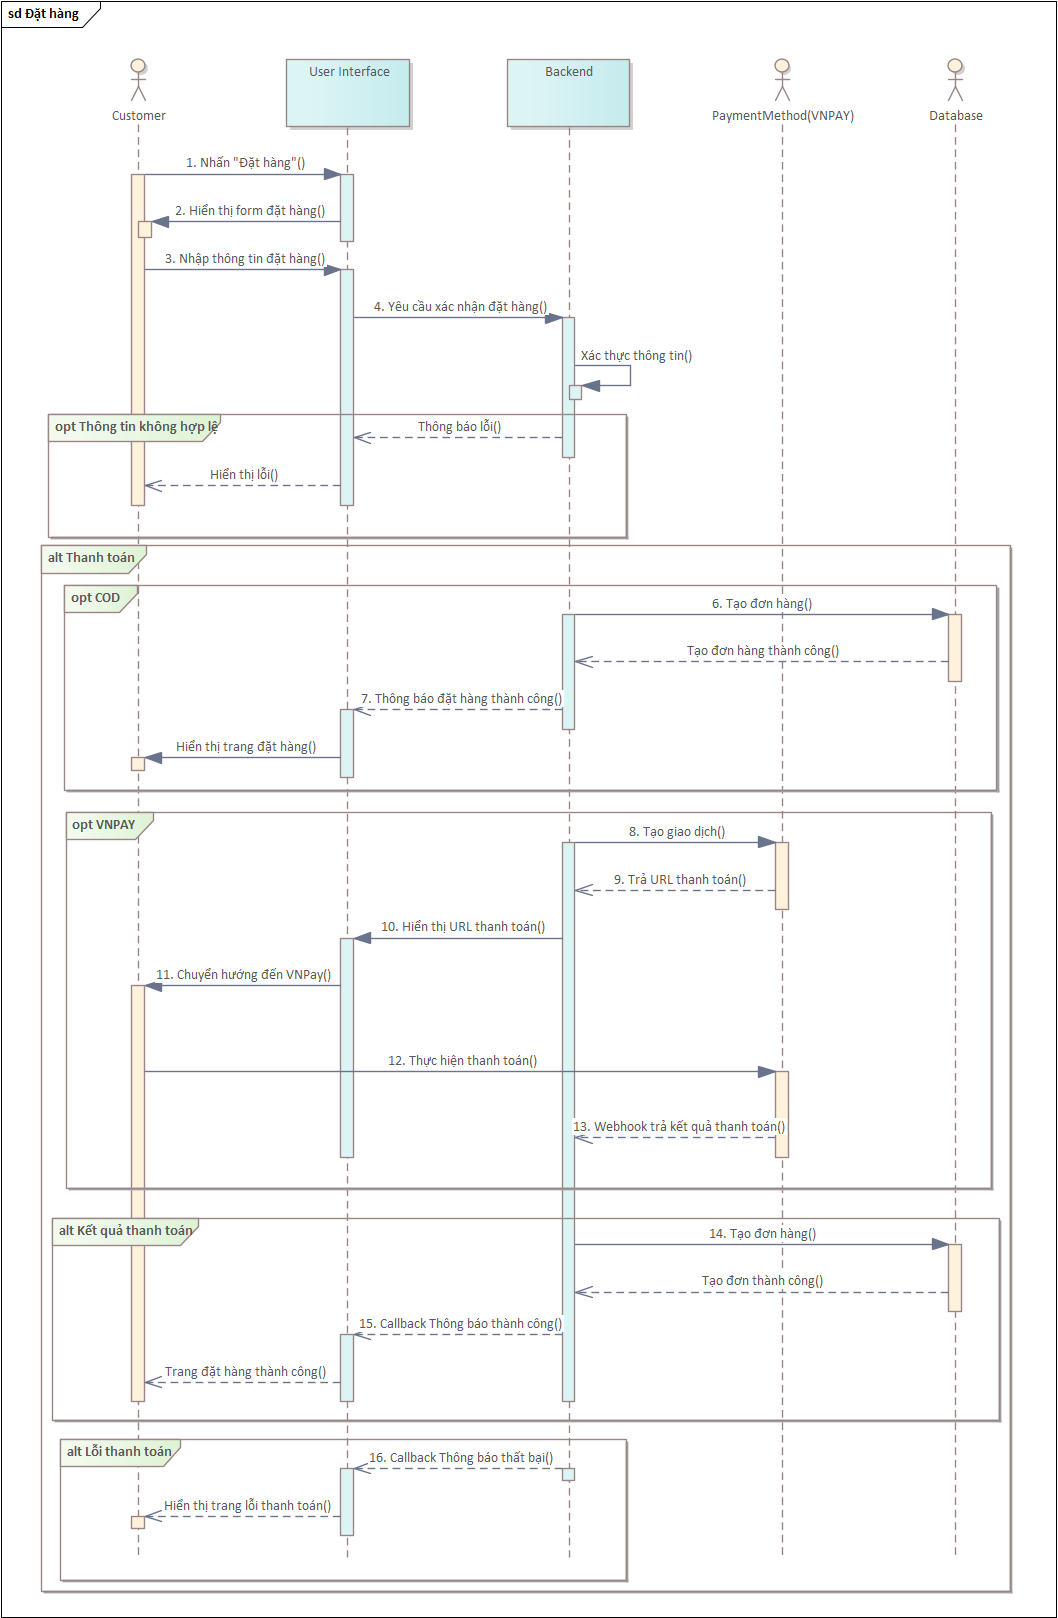 sd Đặt hàng
Customer
User Interface
Backend
PaymentMethod(VNPAY)
Database
1. Nhấn "Đặt hàng"()
2. Hiển thị form đặt hàng()
3. Nhập thông tin đặt hàng()
4. Yêu cầu xác nhận đặt hàng()
Xác thực thông tin()
opt Thông tin không hợp lệ
Thông báo lỗi()
Hiển thị lỗi()
alt Thanh toán
opt COD
6. Tạo đơn hàng()
Tạo đơn hàng thành công()
7. Thông báo đặt hàng thành công()
Hiển thị trang đặt hàng()
opt VNPAY
8. Tạo giao dịch()
9. Trả URL thanh toán()
10. Hiển thị URL thanh toán()
11. Chuyển hướng đến VNPay()
12. Thực hiện thanh toán()
13. Webhook trả kết quả thanh toán()
alt Kết quả thanh toán
14. Tạo đơn hàng()
Tạo đơn thành công()
15. Callback Thông báo thành công()
Trang đặt hàng thành công()
alt Lỗi thanh toán
16. Callback Thông báo thất bại()
Hiển thị trang lỗi thanh toán()